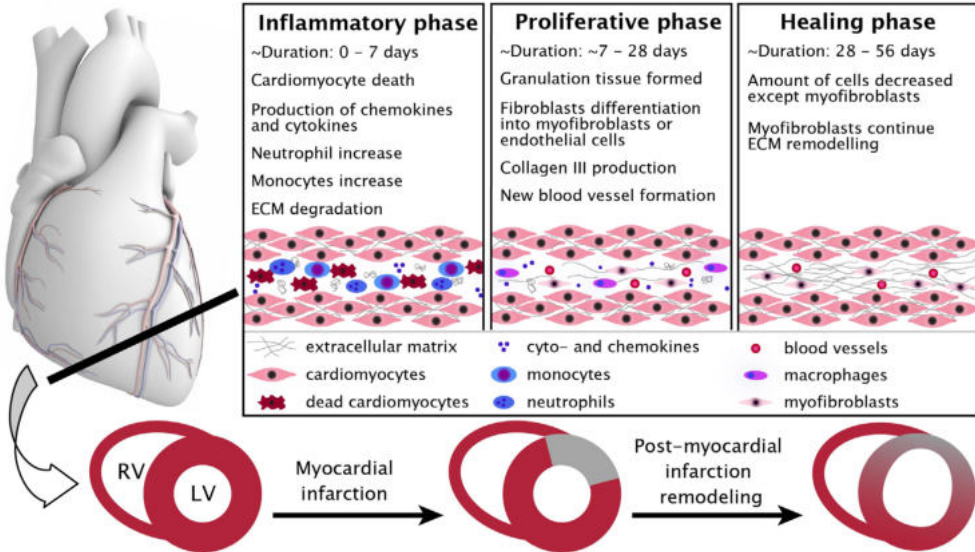 Inflammatory phase
~Duration: 0 – 7 days
Cardiomyocyte death
Production of chemokines
and cytokines
Neutrophil increase
Monocytes increase
ECM degradation
Proliferative phase
~Duration: ~7 – 28 days
Granulation tissue formed
Fibroblasts differentiation
into myofibroblasts or
endothelial cells
Collagen III production
New blood vessel formation
Healing phase
~Duration: 28 – 56 days
Amount of cells decreased
except myofibroblasts
Myofibroblasts continue
ECM remodelling
extracellular matrix
cardiomyocytes
dead cardiomyocytes
cyto– and chemokines
monocytes
neutrophils
blood vessels
macrophages
myofibroblasts
RV
LV
Myocardial
infarction
Post–myocardial
infarction
remodeling